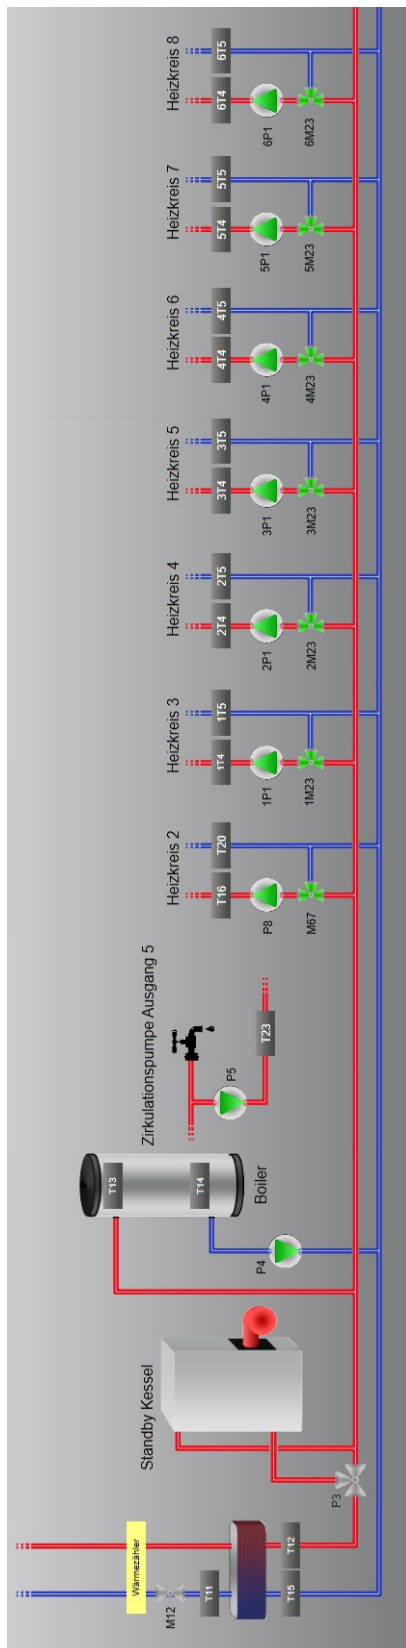 Heizkreis 8
6T5
6T4
6P1
6M23
Heizkreis 7
5T5
5T4
5P1
5M23
Heizkreis 6
4T5
4T4
4P1
4M23
Heizkreis 5
3T5
3T4
3P1
3M23
Heizkreis 4
2T5
2T4
2P1
2M23
Heizkreis 3
1T5
1T4
1P1
1M23
Heizkreis 2
T20
T16
P8
M67
Zirkulationspumpe Ausgang 5
T23
P5
T13
T14
Boiler
P4
Standby Kessel
P3
Wärmezähler
M12
T11
T12
T15